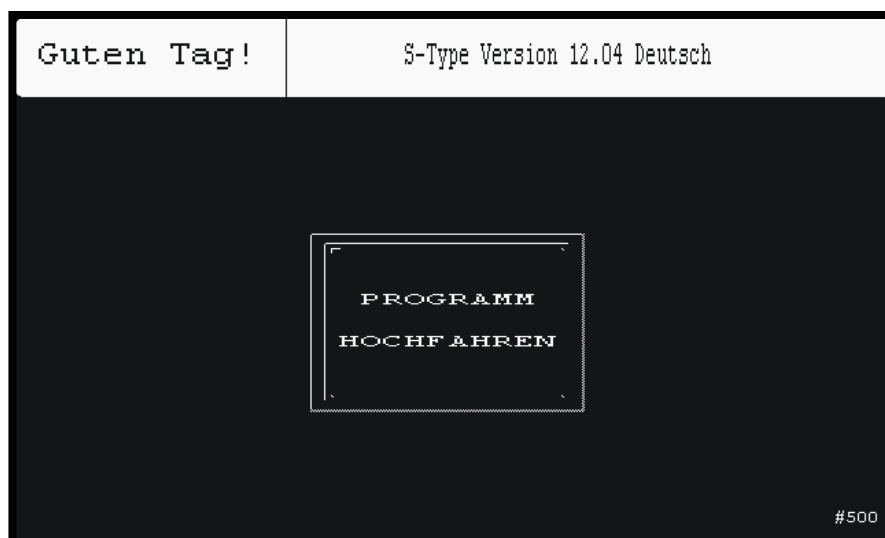 Guten Tag!
S-Type Version 12.04 Deutsch
PROGRAMM
HOCHFAHREN
#500